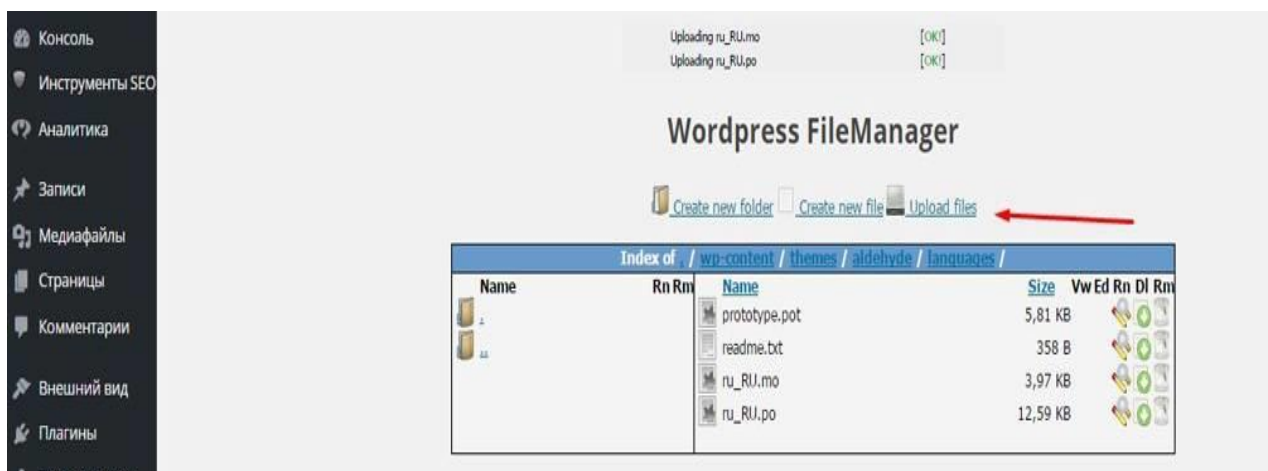 Консоль
Инструменты SEO
Аналитика
Записи
Медиафайлы
Страницы
Комментарии
Внешний вид
Плагины
Uploading ru_RU.mo [OK!]
Uploading ru_RU.po [OK!]
Wordpress FileManager
Create new folder Create new file Upload files
Index of . / wp-content / themes / aldehyde / languages /
Name Rn Rm Name Size Vw Ed Rn Dl Rm
. prototype.pot 5,81 KB
.. readme.txt 358 B
ru_RU.mo 3,97 KB
ru_RU.po 12,59 KB